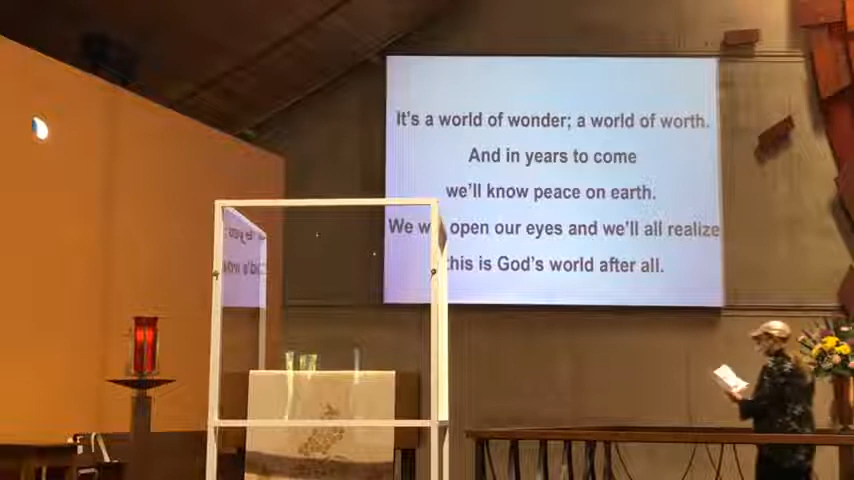 It's a world of wonder; a world of worth.
And in years to come
we'll know peace on earth.
We open our eyes and we'll all realize
this is God's world after all.